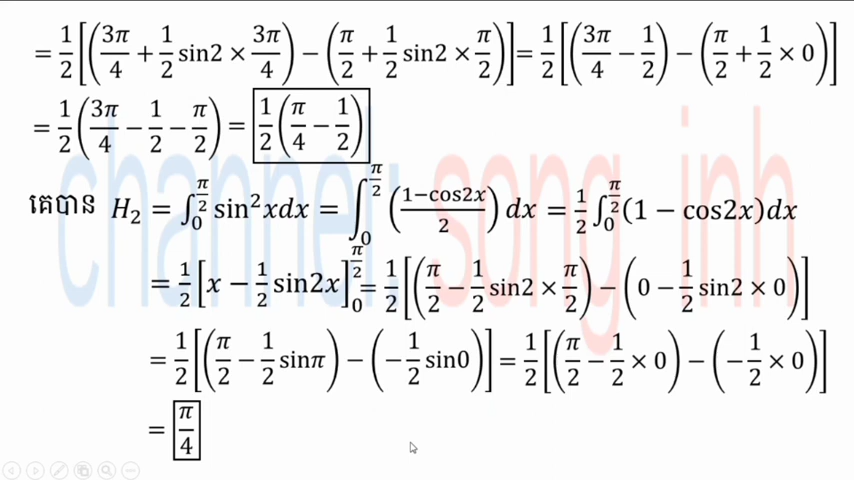 = 1/2[(3π/4 + 1/2 sin2 × 3π/4) − (π/2 + 1/2 sin2 × π/2)] = 1/2[(3π/4 − 1/2) − (π/2 + 1/2 × 0)]
= 1/2(3π/4 − 1/2 − π/2) = 1/2(π/4 − 1/2)
គេបាន H₂ = ∫₀^(π/2) sin²xdx = ∫₀^(π/2) ((1−cos2x)/2) dx = 1/2 ∫₀^(π/2) (1 − cos2x)dx
= 1/2[x − 1/2 sin2x]₀^(π/2) = 1/2[(π/2 − 1/2 sin2 × π/2) − (0 − 1/2 sin2 × 0)]
= 1/2[(π/2 − 1/2 sinπ) − (−1/2 sin0)] = 1/2[(π/2 − 1/2 × 0) − (−1/2 × 0)]
= π/4
channel: song inh